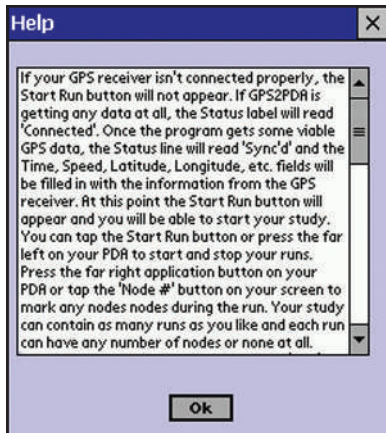 Help
If your GPS receiver isn't connected properly, the
Start Run button will not appear. If GPS2PDA is
getting any data at all, the Status label will read
'Connected'. Once the program gets some viable
GPS data, the Status line will read 'Sync'd' and the
Time, Speed, Latitude, Longitude, etc. fields will
be filled in with the information from the GPS
receiver. At this point the Start Run button will
appear and you will be able to start your study.
You can tap the Start Run button or press the far
left on your PDA to start and stop your runs.
Press the far right application button on your
PDA or tap the 'Node #' button on your screen to
mark any nodes nodes during the run. Your study
can contain as many runs as you like and each run
can have any number of nodes or none at all.
Ok